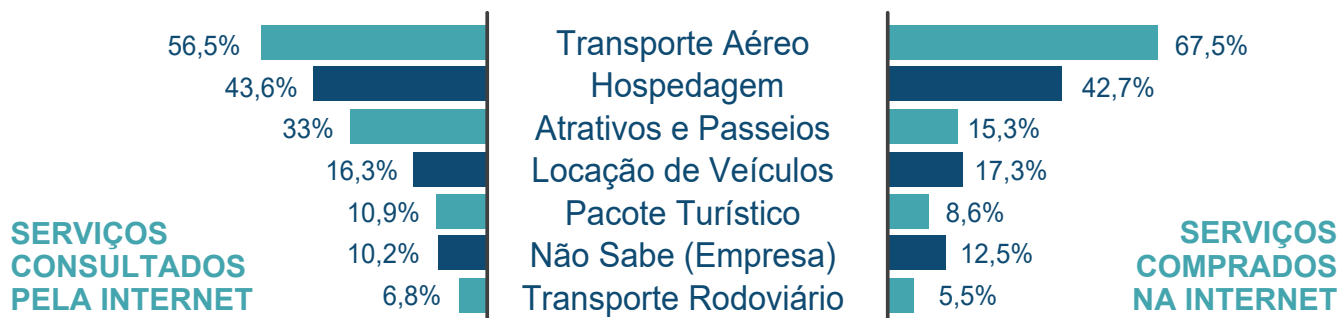 56,5% Transporte Aéreo 67,5%
43,6% Hospedagem 42,7%
33% Atrativos e Passeios 15,3%
16,3% Locação de Veículos 17,3%
10,9% Pacote Turístico 8,6%
10,2% Não Sabe (Empresa) 12,5%
6,8% Transporte Rodoviário 5,5%
SERVIÇOS
CONSULTADOS
PELA INTERNET
SERVIÇOS
COMPRADOS
NA INTERNET